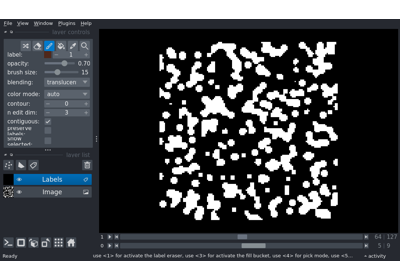 File View Window Plugins Help
layer controls
label: 1
opacity: 0.70
brush size: 15
blending: translucen
color mode: auto
contour: 0
n edit dim: 3
contiguous:
preserve
labels:
show
selected:
layer list
Labels
Image
1 64 127
0 5 9
Ready use <1> for activate the label eraser, use <3> for activate the fill bucket, use <4> for pick mode, use <5... activity